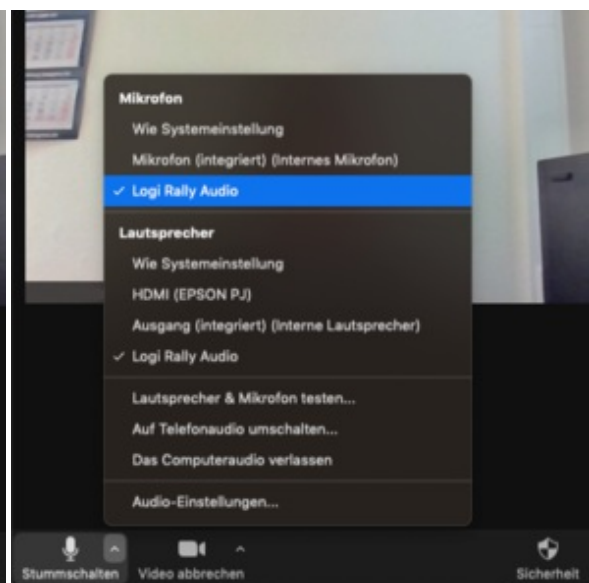 Mikrofon
Wie Systemeinstellung
Mikrofon (integriert) (Internes Mikrofon)
✓ Logi Rally Audio
Lautsprecher
Wie Systemeinstellung
HDMI (EPSON PJ)
Ausgang (integriert) (Interne Lautsprecher)
✓ Logi Rally Audio
Lautsprecher & Mikrofon testen...
Auf Telefonaudio umschalten...
Das Computeraudio verlassen
Audio-Einstellungen...
Stummschalten Video abbrechen Sicherheit